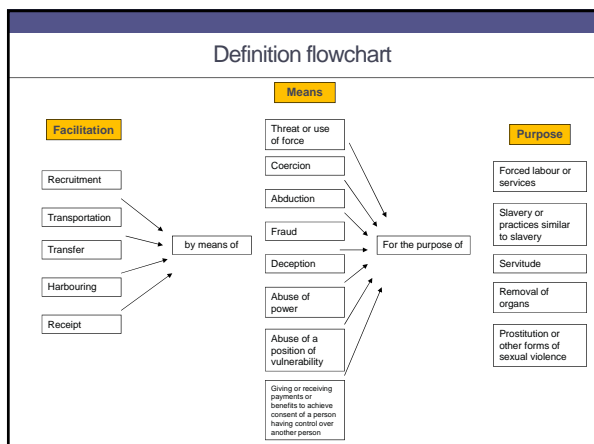 Definition flowchart
Means
Facilitation
Purpose
Recruitment
Transportation
Transfer
Harbouring
Receipt
by means of
Threat or use
of force
Coercion
Abduction
Fraud
Deception
Abuse of
power
Abuse of a
position of
vulnerability
Giving or receiving
payments or
benefits to achieve
consent of a person
having control over
another person
For the purpose of
Forced labour or
services
Slavery or
practices similar
to slavery
Servitude
Removal of
organs
Prostitution or
other forms of
sexual violence